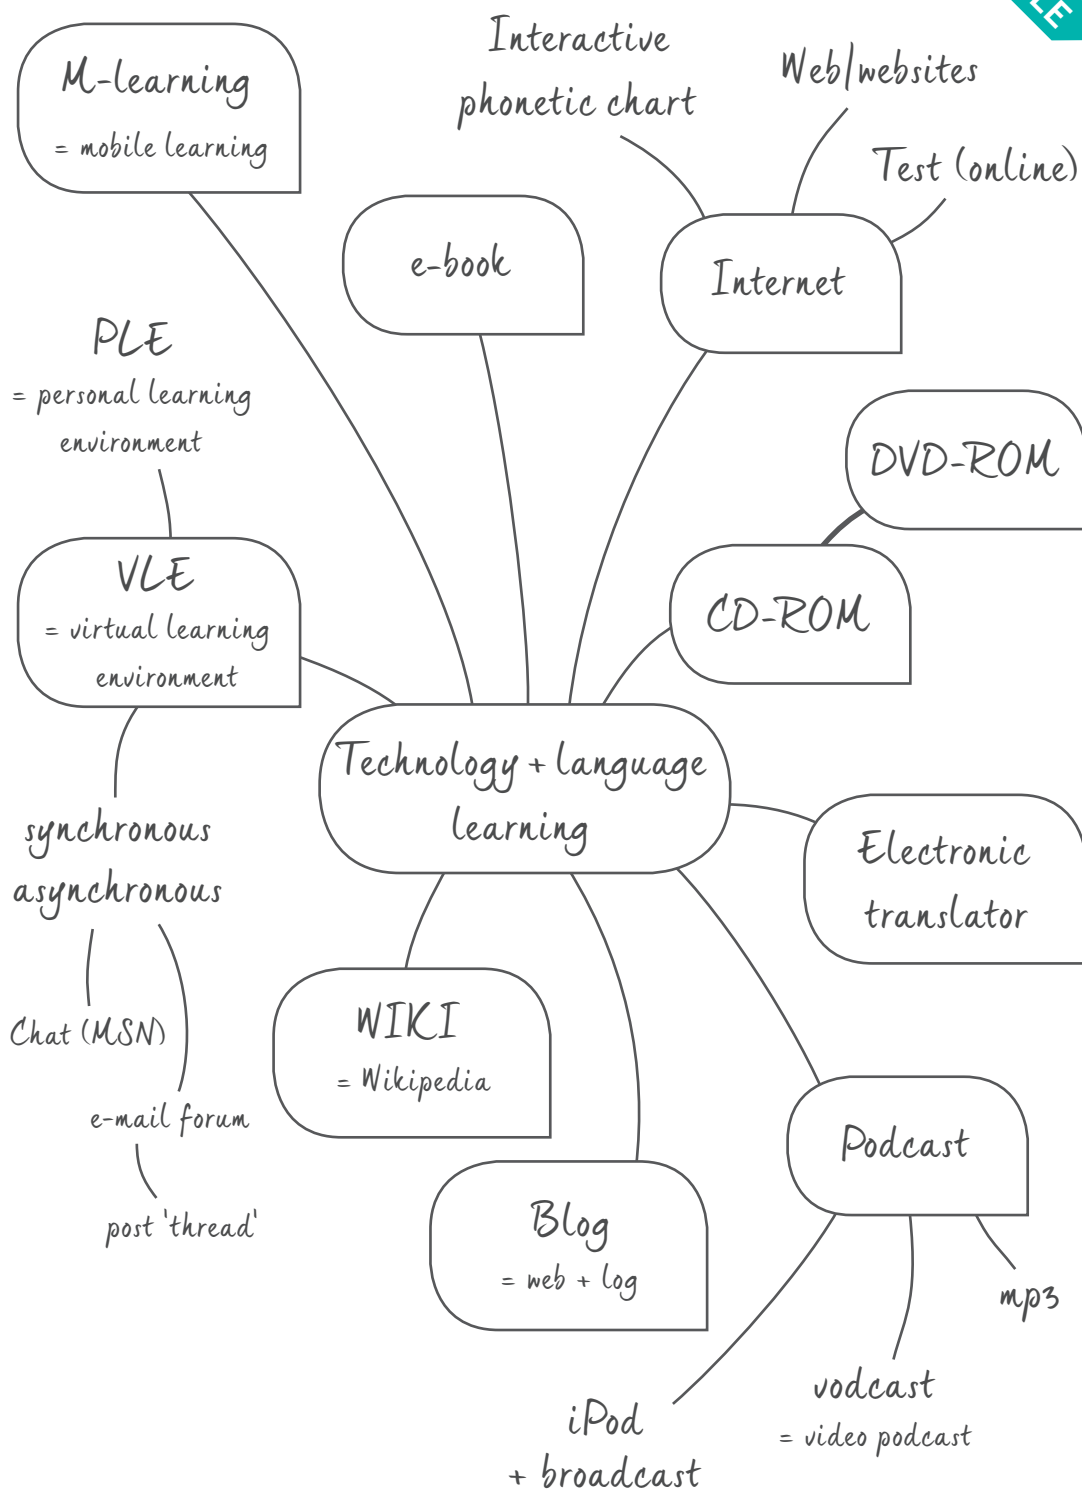 LE
M-learning
= mobile learning
Interactive
phonetic chart
Web/websites
Test (online)
e-book
Internet
PLE
= personal learning
environment
DVD-ROM
VLE
= virtual learning
environment
CD-ROM
Technology + language
learning
synchronous
asynchronous
Electronic
translator
Chat (MSN)
e-mail forum
post 'thread'
WIKI
= Wikipedia
Blog
= web + log
Podcast
mp3
vodcast
= video podcast
iPod
+ broadcast